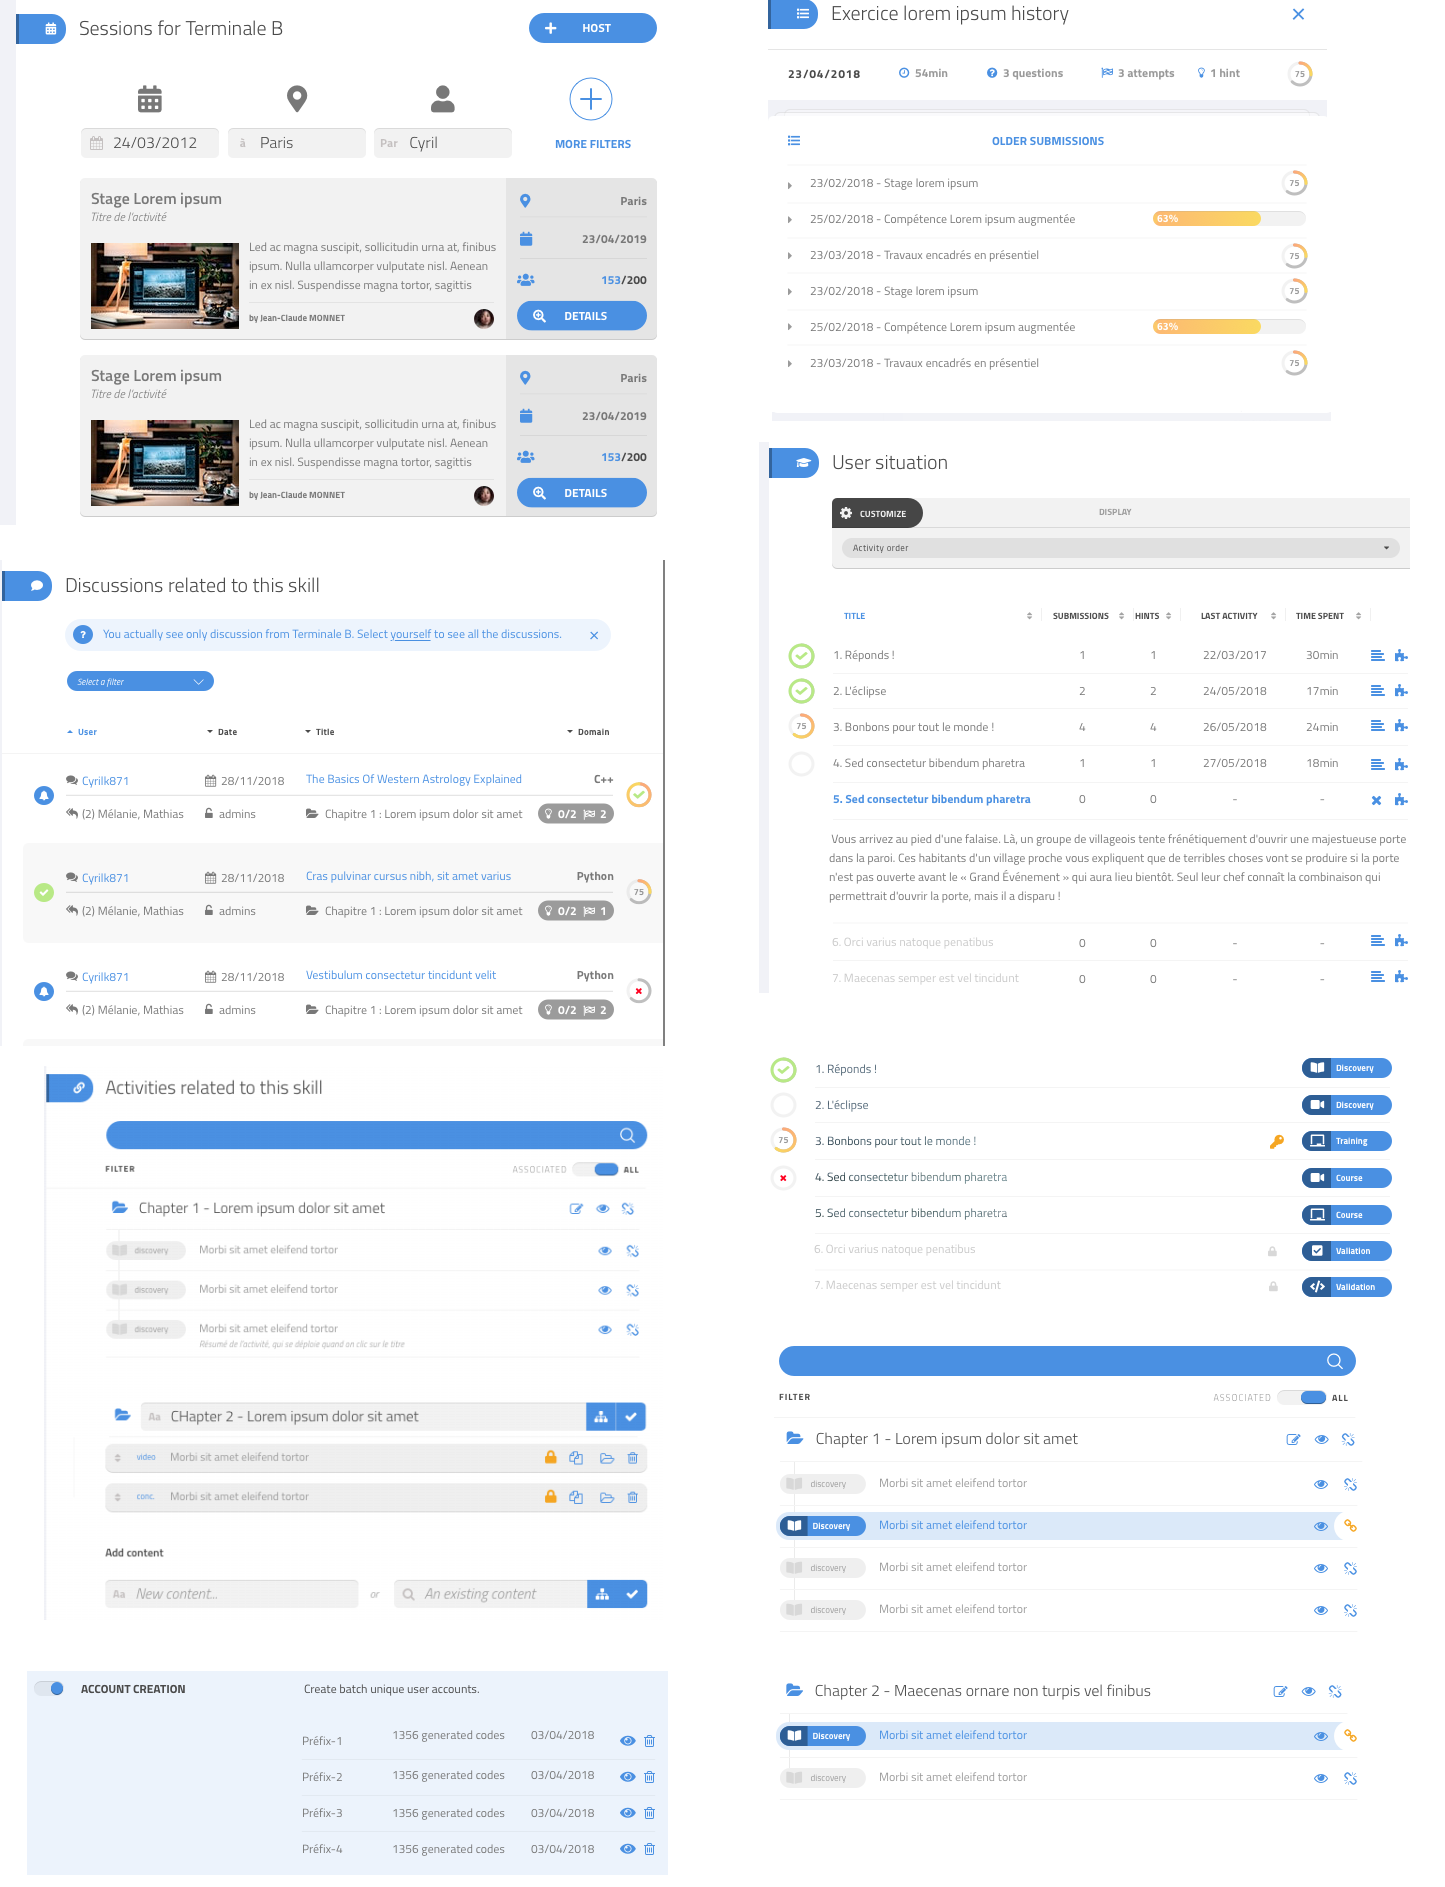 Sessions for Terminale B
HOST
24/03/2012
à Paris
Par Cyril
MORE FILTERS
Stage Lorem ipsum
Titre de l'activité
Led ac magna suscipit, sollicitudin urna at, finibus
ipsum. Nulla ullamcorper vulputate nisl. Aenean
in ex nisl. Suspendisse magna tortor, sagittis
by Jean-Claude MONNET
Paris
23/04/2019
153/200
DETAILS
Stage Lorem ipsum
Titre de l'activité
Led ac magna suscipit, sollicitudin urna at, finibus
ipsum. Nulla ullamcorper vulputate nisl. Aenean
in ex nisl. Suspendisse magna tortor, sagittis
by Jean-Claude MONNET
Paris
23/04/2019
153/200
DETAILS
Discussions related to this skill
? You actually see only discussion from Terminale B. Select yourself to see all the discussions.
Select a filter
User Date Title Domain
Cyrilk871 28/11/2018 The Basics Of Western Astrology Explained C++
(2) Mélanie, Mathias admins Chapitre 1 : Lorem ipsum dolor sit amet 0/2 2
Cyrilk871 28/11/2018 Cras pulvinar cursus nibh, sit amet varius Python
(2) Mélanie, Mathias admins Chapitre 1 : Lorem ipsum dolor sit amet 0/2 1 75
Cyrilk871 28/11/2018 Vestibulum consectetur tincidunt velit Python
(2) Mélanie, Mathias admins Chapitre 1 : Lorem ipsum dolor sit amet 0/2 2
Activities related to this skill
FILTER ASSOCIATED ALL
Chapter 1 - Lorem ipsum dolor sit amet
discovery Morbi sit amet eleifend tortor
discovery Morbi sit amet eleifend tortor
discovery Morbi sit amet eleifend tortor
Résumé de l'activité, qui se déploie quand on clic sur le titre
Aa CHapter 2 - Lorem ipsum dolor sit amet
video Morbi sit amet eleifend tortor
conc. Morbi sit amet eleifend tortor
Add content
Aa New content... or An existing content
ACCOUNT CREATION Create batch unique user accounts.
Préfix-1 1356 generated codes 03/04/2018
Préfix-2 1356 generated codes 03/04/2018
Préfix-3 1356 generated codes 03/04/2018
Préfix-4 1356 generated codes 03/04/2018
Exercice lorem ipsum history
23/04/2018 54min ? 3 questions 3 attempts 1 hint 75
OLDER SUBMISSIONS
23/02/2018 - Stage lorem ipsum 75
25/02/2018 - Compétence Lorem ipsum augmentée 63%
23/03/2018 - Travaux encadrés en présentiel 75
23/02/2018 - Stage lorem ipsum 75
25/02/2018 - Compétence Lorem ipsum augmentée 63%
23/03/2018 - Travaux encadrés en présentiel 75
User situation
CUSTOMIZE DISPLAY
Activity order
TITLE SUBMISSIONS HINTS LAST ACTIVITY TIME SPENT
1. Réponds ! 1 1 22/03/2017 30min
2. L'éclipse 2 2 24/05/2018 17min
75 3. Bonbons pour tout le monde ! 4 4 26/05/2018 24min
4. Sed consectetur bibendum pharetra 1 1 27/05/2018 18min
5. Sed consectetur bibendum pharetra 0 0 - -
Vous arrivez au pied d'une falaise. Là, un groupe de villageois tente frénétiquement d'ouvrir une majestueuse porte
dans la paroi. Ces habitants d'un village proche vous expliquent que de terribles choses vont se produire si la porte
n'est pas ouverte avant le « Grand Événement » qui aura lieu bientôt. Seul leur chef connaît la combinaison qui
permettrait d'ouvrir la porte, mais il a disparu !
6. Orci varius natoque penatibus 0 0 - -
7. Maecenas semper est vel tincidunt 0 0 - -
1. Réponds ! Discovery
2. L'éclipse Discovery
75 3. Bonbons pour tout le monde ! Training
4. Sed consectetur bibendum pharetra Course
5. Sed consectetur bibendum pharetra Course
6. Orci varius natoque penatibus Valiation
7. Maecenas semper est vel tincidunt Validation
FILTER ASSOCIATED ALL
Chapter 1 - Lorem ipsum dolor sit amet
discovery Morbi sit amet eleifend tortor
Discovery Morbi sit amet eleifend tortor
discovery Morbi sit amet eleifend tortor
discovery Morbi sit amet eleifend tortor
Chapter 2 - Maecenas ornare non turpis vel finibus
Discovery Morbi sit amet eleifend tortor
discovery Morbi sit amet eleifend tortor